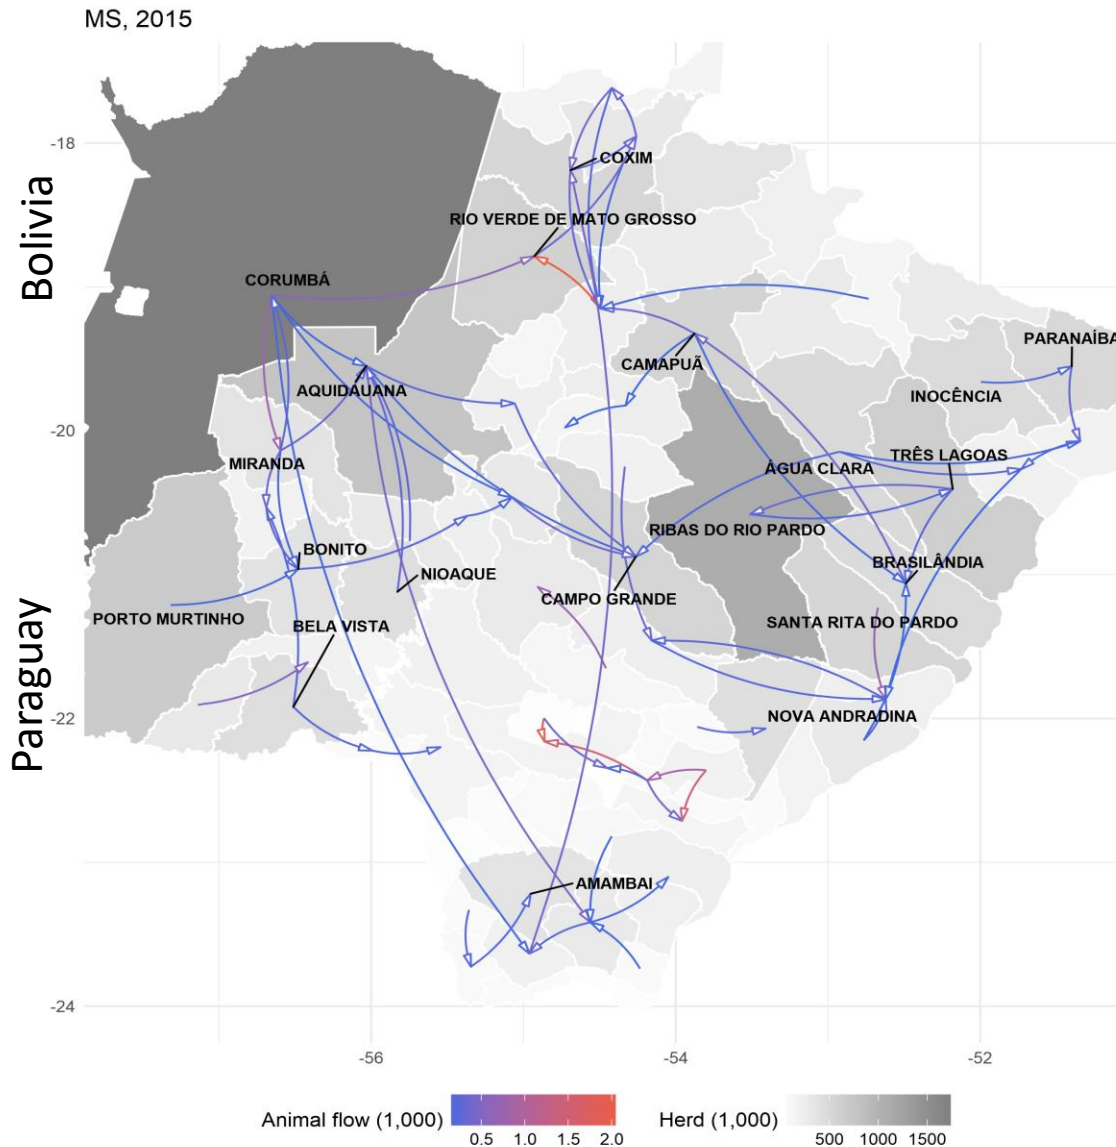 MS, 2015
-18
COXIM
RIO VERDE DE MATO GROSSO
Bolivia
CORUMBÁ
PARANAÍBA
CAMAPUÃ
AQUIDAUANA
INOCÊNCIA
-20
TRÊS LAGOAS
MIRANDA
ÁGUA CLARA
RIBAS DO RIO PARDO
BONITO
BRASILÂNDIA
NIOAQUE
CAMPO GRANDE
PORTO MURTINHO
BELA VISTA
SANTA RITA DO PARDO
Paraguay
-22
NOVA ANDRADINA
AMAMBAI
-24
-56 -54 -52
Animal flow (1,000) Herd (1,000)
0.5 1.0 1.5 2.0 500 1000 1500